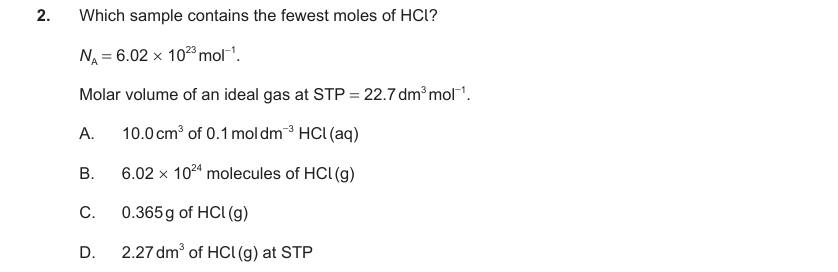 2. Which sample contains the fewest moles of HCl?
N_A = 6.02 × 10²³ mol⁻¹.
Molar volume of an ideal gas at STP = 22.7 dm³ mol⁻¹.
A. 10.0 cm³ of 0.1 mol dm⁻³ HCl (aq)
B. 6.02 × 10²⁴ molecules of HCl (g)
C. 0.365 g of HCl (g)
D. 2.27 dm³ of HCl (g) at STP